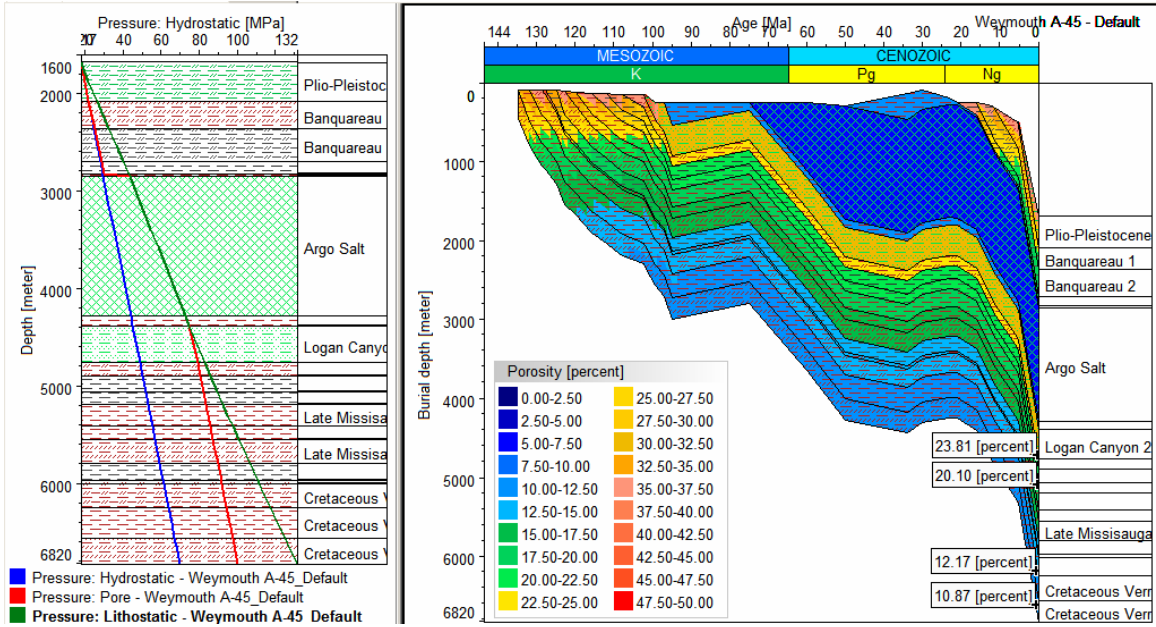 Pressure: Hydrostatic [MPa]
40 60 80 100 132
1600
2000
3000
4000
5000
6000
6820
Depth [meter]
Plio-Pleistoc
Banquareau
Banquareau
Argo Salt
Logan Canyo
Late Missisa
Late Missisa
Cretaceous V
Cretaceous V
Cretaceous V
Pressure: Hydrostatic - Weymouth A-45_Default
Pressure: Pore - Weymouth A-45_Default
Pressure: Lithostatic - Weymouth A-45_Default
Age [Ma]
Weymouth A-45 - Default
144 130 120 110 100 90 80 70 60 50 40 30 20 10 0
MESOZOIC CENOZOIC
K Pg Ng
0
1000
2000
3000
4000
5000
6000
6820
Burial depth [meter]
Plio-Pleistocene
Banquareau 1
Banquareau 2
Argo Salt
Logan Canyon 2
Late Missisauga
Cretaceous Verr
Cretaceous Verr
23.81 [percent]
20.10 [percent]
12.17 [percent]
10.87 [percent]
Porosity [percent]
0.00-2.50 25.00-27.50
2.50-5.00 27.50-30.00
5.00-7.50 30.00-32.50
7.50-10.00 32.50-35.00
10.00-12.50 35.00-37.50
12.50-15.00 37.50-40.00
15.00-17.50 40.00-42.50
17.50-20.00 42.50-45.00
20.00-22.50 45.00-47.50
22.50-25.00 47.50-50.00